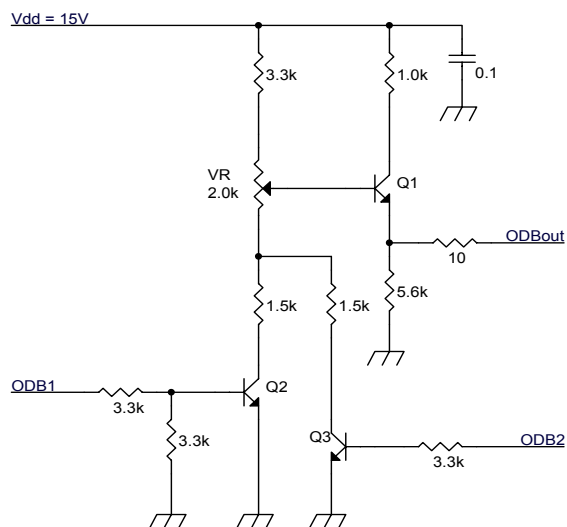 Vdd = 15V
3.3k
1.0k
0.1
VR
2.0k
Q1
ODBout
10
5.6k
1.5k
1.5k
ODB1
3.3k
3.3k
Q2
Q3
3.3k
ODB2